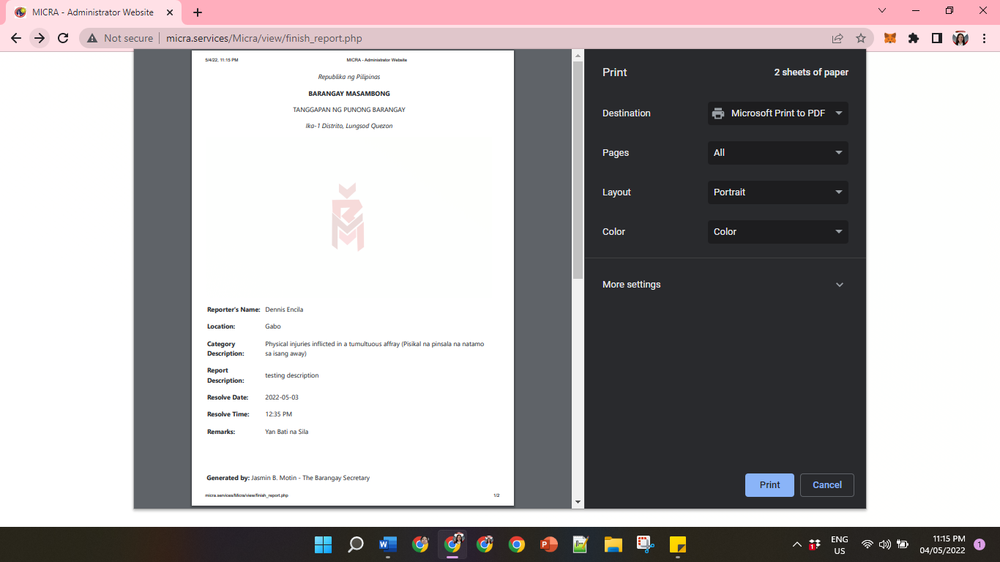 MICRA - Administrator Website
Not secure
micra.services/Micra/view/finish_report.php
5/4/22, 11:15 PM
MICRA - Administrator Website
Republika ng Pilipinas
BARANGAY MASAMBONG
TANGGAPAN NG PUNONG BARANGAY
Ika-1 Distrito, Lungsod Quezon
Reporter's Name: Dennis Encila
Location: Gabo
Category Description: Physical injuries inflicted in a tumultuous affray (Pisikal na pinsala na natamo
sa isang away)
Report Description: testing description
Resolve Date: 2022-05-03
Resolve Time: 12:35 PM
Remarks: Yan Bati na Sila
Generated by: Jasmin B. Motin - The Barangay Secretary
micra.services/Micra/view/finish_report.php
1/2
Print
2 sheets of paper
Destination
Microsoft Print to PDF
Pages
All
Layout
Portrait
Color
Color
More settings
Print
Cancel
ENG
US
11:15 PM
04/05/2022
1